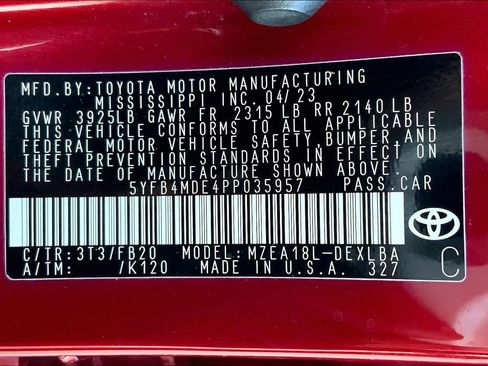 MFD.BY:TOYOTA MOTOR MANUFACTURING
MISSISSIPPI INC. 04/23
GVWR 3925LB GAWR FR 2315 LB RR 2140 LB
THIS VEHICLE CONFORMS TO ALL APPLICABLE
FEDERAL MOTOR VEHICLE SAFETY,BUMPER,AND
THEFT PREVENTION STANDARDS IN EFFECT ON
THE DATE OF MANUFACTURE SHOWN ABOVE.
5YFB4MDE4PP035957 PASS.CAR
C/TR:3T3/FB20 MODEL:MZEA18L-DEXLBA
A/TM: /K120 MADE IN U.S.A. 327 C